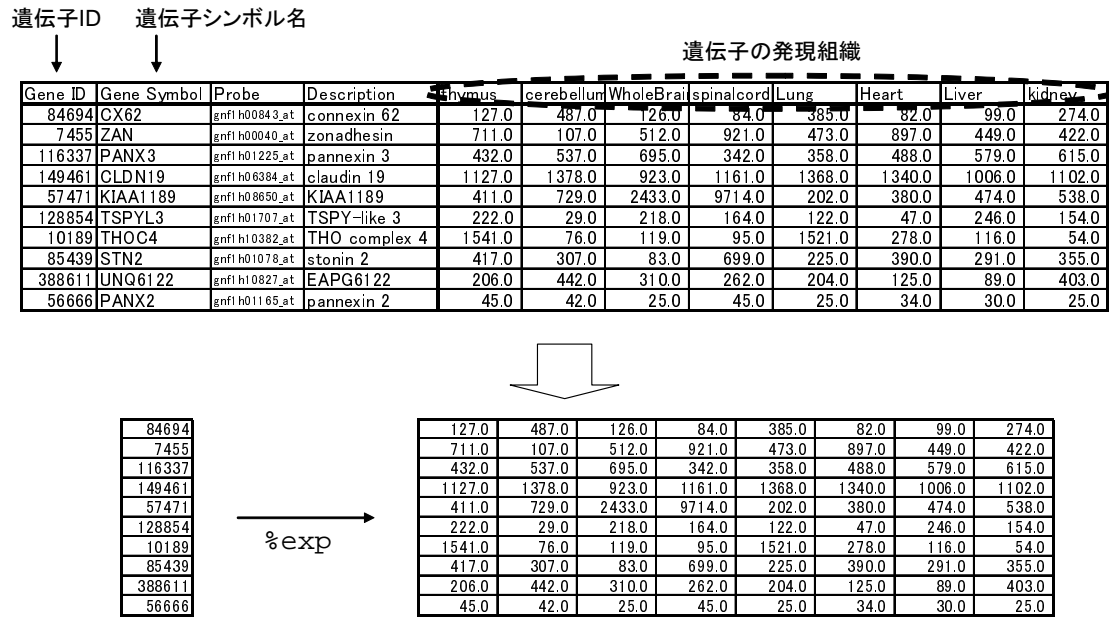 遺伝子ID 遺伝子シンボル名
遺伝子の発現組織
Gene ID Gene Symbol Probe Description thymus cerebellum WholeBrain spinalcord Lung Heart Liver kidney
84694 CX62 gnf1h00843_at connexin 62 127.0 487.0 126.0 84.0 385.0 82.0 99.0 274.0
7455 ZAN gnf1h00040_at zonadhesin 711.0 107.0 512.0 921.0 473.0 897.0 449.0 422.0
116337 PANX3 gnf1h01225_at pannexin 3 432.0 537.0 695.0 342.0 358.0 488.0 579.0 615.0
149461 CLDN19 gnf1h06384_at claudin 19 1127.0 1378.0 923.0 1161.0 1368.0 1340.0 1006.0 1102.0
57471 KIAA1189 gnf1h08650_at KIAA1189 411.0 729.0 2433.0 9714.0 202.0 380.0 474.0 538.0
128854 TSPYL3 gnf1h01707_at TSPY-like 3 222.0 29.0 218.0 164.0 122.0 47.0 246.0 154.0
10189 THOC4 gnf1h10382_at THO complex 4 1541.0 76.0 119.0 95.0 1521.0 278.0 116.0 54.0
85439 STN2 gnf1h01078_at stonin 2 417.0 307.0 83.0 699.0 225.0 390.0 291.0 355.0
388611 UNQ6122 gnf1h10827_at EAPG6122 206.0 442.0 310.0 262.0 204.0 125.0 89.0 403.0
56666 PANX2 gnf1h01165_at pannexin 2 45.0 42.0 25.0 45.0 25.0 34.0 30.0 25.0
84694 127.0 487.0 126.0 84.0 385.0 82.0 99.0 274.0
7455 711.0 107.0 512.0 921.0 473.0 897.0 449.0 422.0
116337 432.0 537.0 695.0 342.0 358.0 488.0 579.0 615.0
149461 1127.0 1378.0 923.0 1161.0 1368.0 1340.0 1006.0 1102.0
57471 411.0 729.0 2433.0 9714.0 202.0 380.0 474.0 538.0
128854 222.0 29.0 218.0 164.0 122.0 47.0 246.0 154.0
%exp
10189 1541.0 76.0 119.0 95.0 1521.0 278.0 116.0 54.0
85439 417.0 307.0 83.0 699.0 225.0 390.0 291.0 355.0
388611 206.0 442.0 310.0 262.0 204.0 125.0 89.0 403.0
56666 45.0 42.0 25.0 45.0 25.0 34.0 30.0 25.0